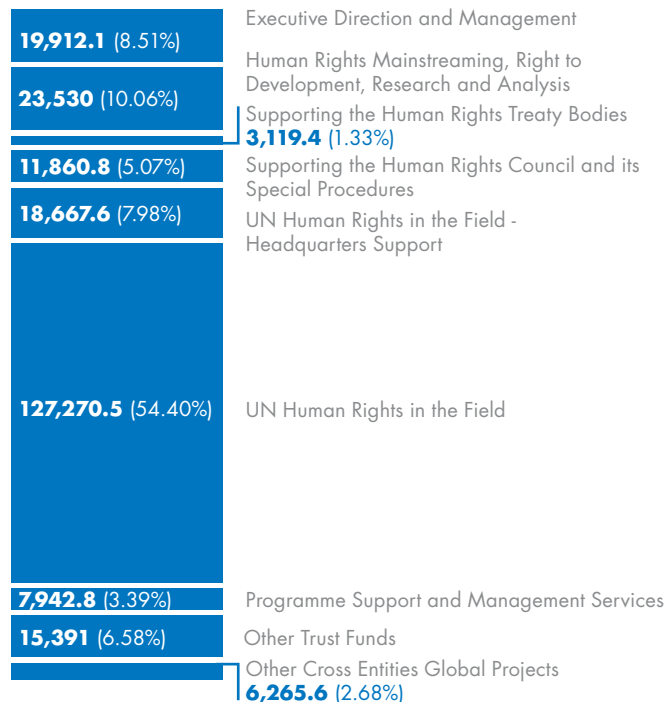 Executive Direction and Management
19,912.1 (8.51%)
Human Rights Mainstreaming, Right to
Development, Research and Analysis
23,530 (10.06%)
Supporting the Human Rights Treaty Bodies
3,119.4 (1.33%)
11,860.8 (5.07%)
Supporting the Human Rights Council and its
Special Procedures
18,667.6 (7.98%)
UN Human Rights in the Field -
Headquarters Support
127,270.5 (54.40%)
UN Human Rights in the Field
7,942.8 (3.39%)
Programme Support and Management Services
15,391 (6.58%)
Other Trust Funds
Other Cross Entities Global Projects
6,265.6 (2.68%)